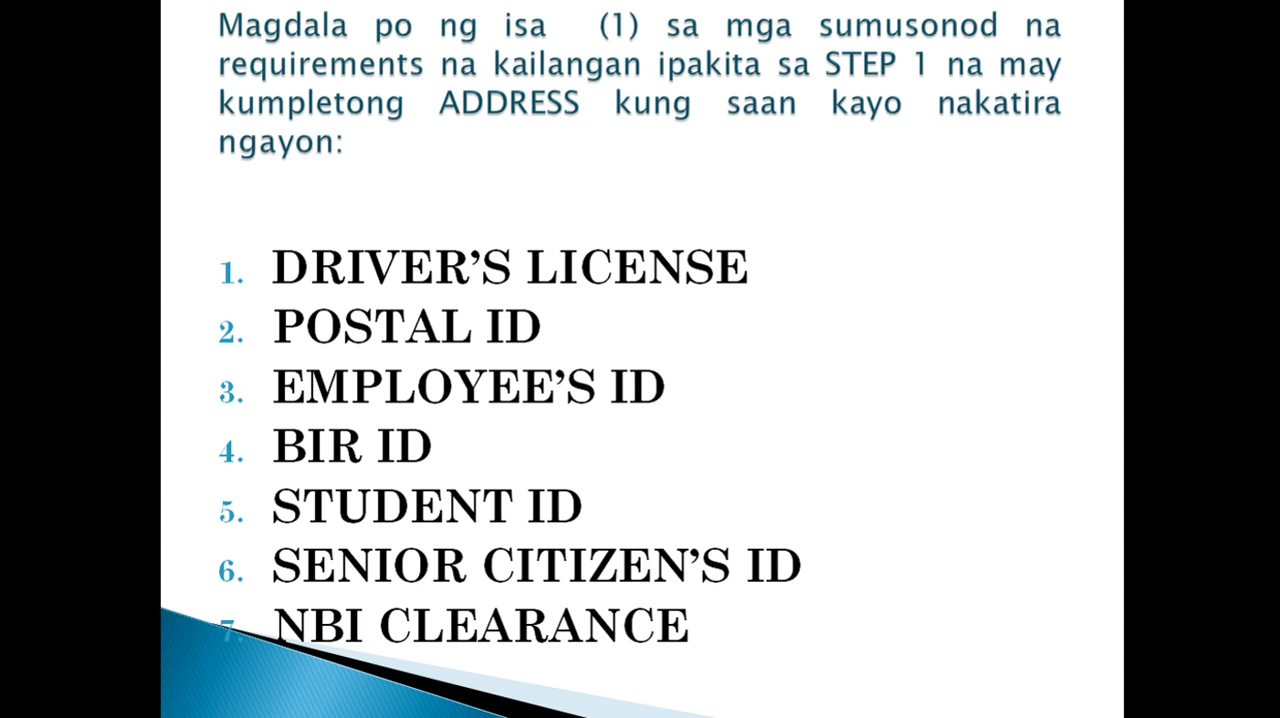 Magdala po ng isa (1) sa mga sumusonod na
requirements na kailangan ipakita sa STEP 1 na may
kumpletong ADDRESS kung saan kayo nakatira
ngayon:
1. DRIVER’S LICENSE
2. POSTAL ID
3. EMPLOYEE’S ID
4. BIR ID
5. STUDENT ID
6. SENIOR CITIZEN’S ID
7. NBI CLEARANCE